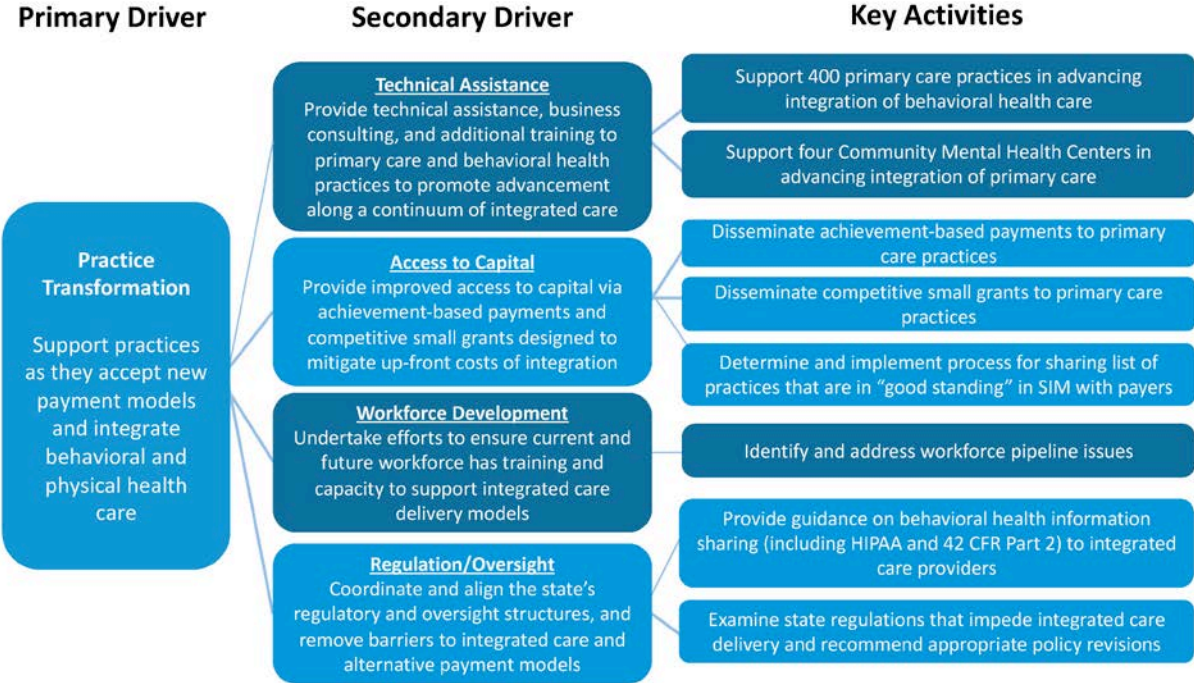 Primary Driver
Secondary Driver
Key Activities
Practice
Transformation
Support practices
as they accept new
payment models
and integrate
behavioral and
physical health
care
Technical Assistance
Provide technical assistance, business
consulting, and additional training to
primary care and behavioral health
practices to promote advancement
along a continuum of integrated care
Support 400 primary care practices in advancing
integration of behavioral health care
Support four Community Mental Health Centers in
advancing integration of primary care
Access to Capital
Provide improved access to capital via
achievement-based payments and
competitive small grants designed to
mitigate up-front costs of integration
Disseminate achievement-based payments to primary
care practices
Disseminate competitive small grants to primary care
practices
Determine and implement process for sharing list of
practices that are in “good standing” in SIM with payers
Workforce Development
Undertake efforts to ensure current and
future workforce has training and
capacity to support integrated care
delivery models
Identify and address workforce pipeline issues
Regulation/Oversight
Coordinate and align the state’s
regulatory and oversight structures, and
remove barriers to integrated care and
alternative payment models
Provide guidance on behavioral health information
sharing (including HIPAA and 42 CFR Part 2) to integrated
care providers
Examine state regulations that impede integrated care
delivery and recommend appropriate policy revisions